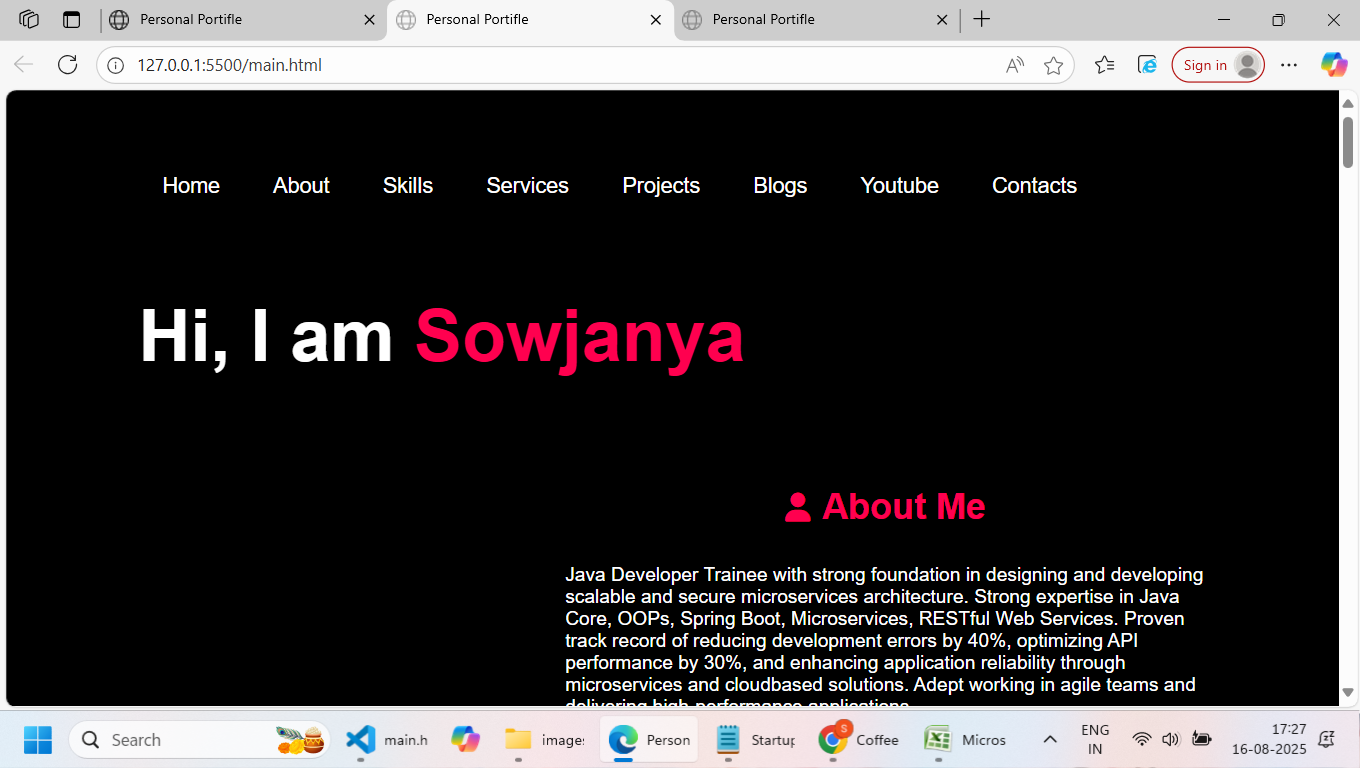 Personal Portifle
Personal Portifle
Personal Portifle
127.0.0.1:5500/main.html
Sign in
Home About Skills Services Projects Blogs Youtube Contacts
Hi, I am Sowjanya
About Me
Java Developer Trainee with strong foundation in designing and developing
scalable and secure microservices architecture. Strong expertise in Java
Core, OOPs, Spring Boot, Microservices, RESTful Web Services. Proven
track record of reducing development errors by 40%, optimizing API
performance by 30%, and enhancing application reliability through
microservices and cloudbased solutions. Adept working in agile teams and
delivering high-performance applications.
Search
main.h
image
Person
Startup
S
Coffee
Micros
ENG
IN
17:27
16-08-2025